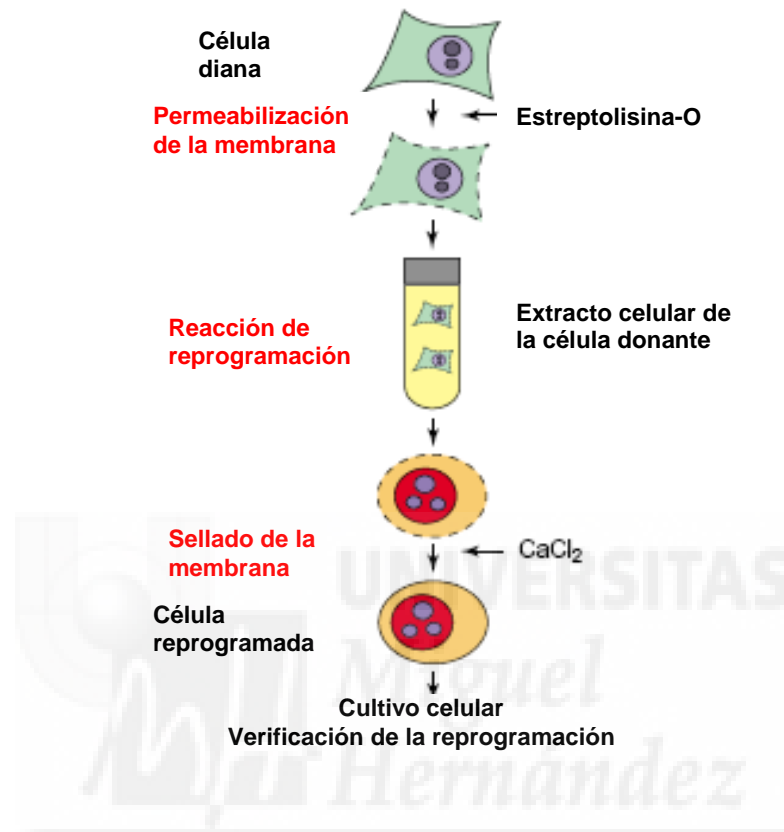 Célula
diana
Permeabilización
de la membrana
Estreptolisina-O
Reacción de
reprogramación
Extracto celular de
la célula donante
Sellado de la
membrana
CaCl₂
UNIVERSITAS
Célula
reprogramada
Miguel
Cultivo celular
Verificación de la reprogramación
Hernández